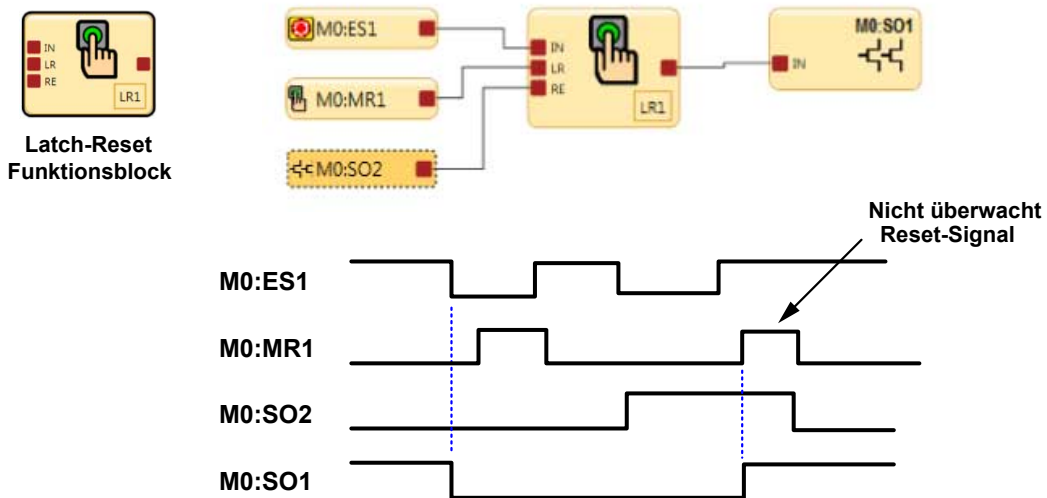 IN
LR
RE
LR1
Latch-Reset
Funktionsblock
M0:ES1
M0:MR1
M0:SO2
IN
LR
RE
LR1
M0:SO1
IN
Nicht überwacht
Reset-Signal
M0:ES1
M0:MR1
M0:SO2
M0:SO1